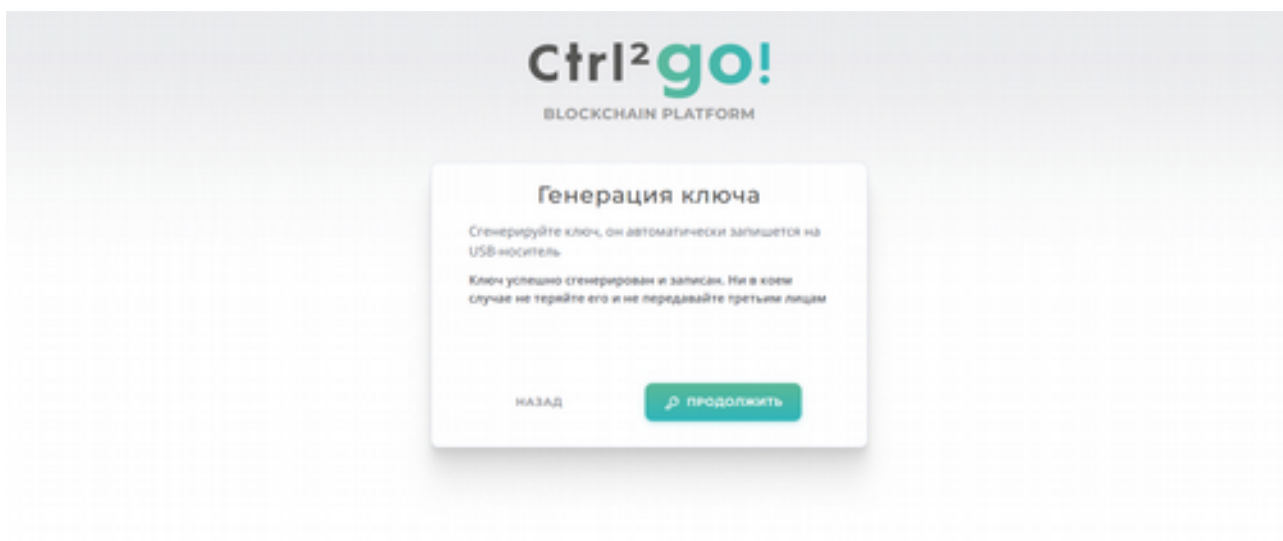 Ctrl²go!
BLOCKCHAIN PLATFORM
Генерация ключа
Сгенерируйте ключ, он автоматически запишется на
USB-носитель
Ключ успешно сгенерирован и записан. Ни в коем
случае не теряйте его и не передавайте третьим лицам
НАЗАД
ПРОДОЛЖИТЬ